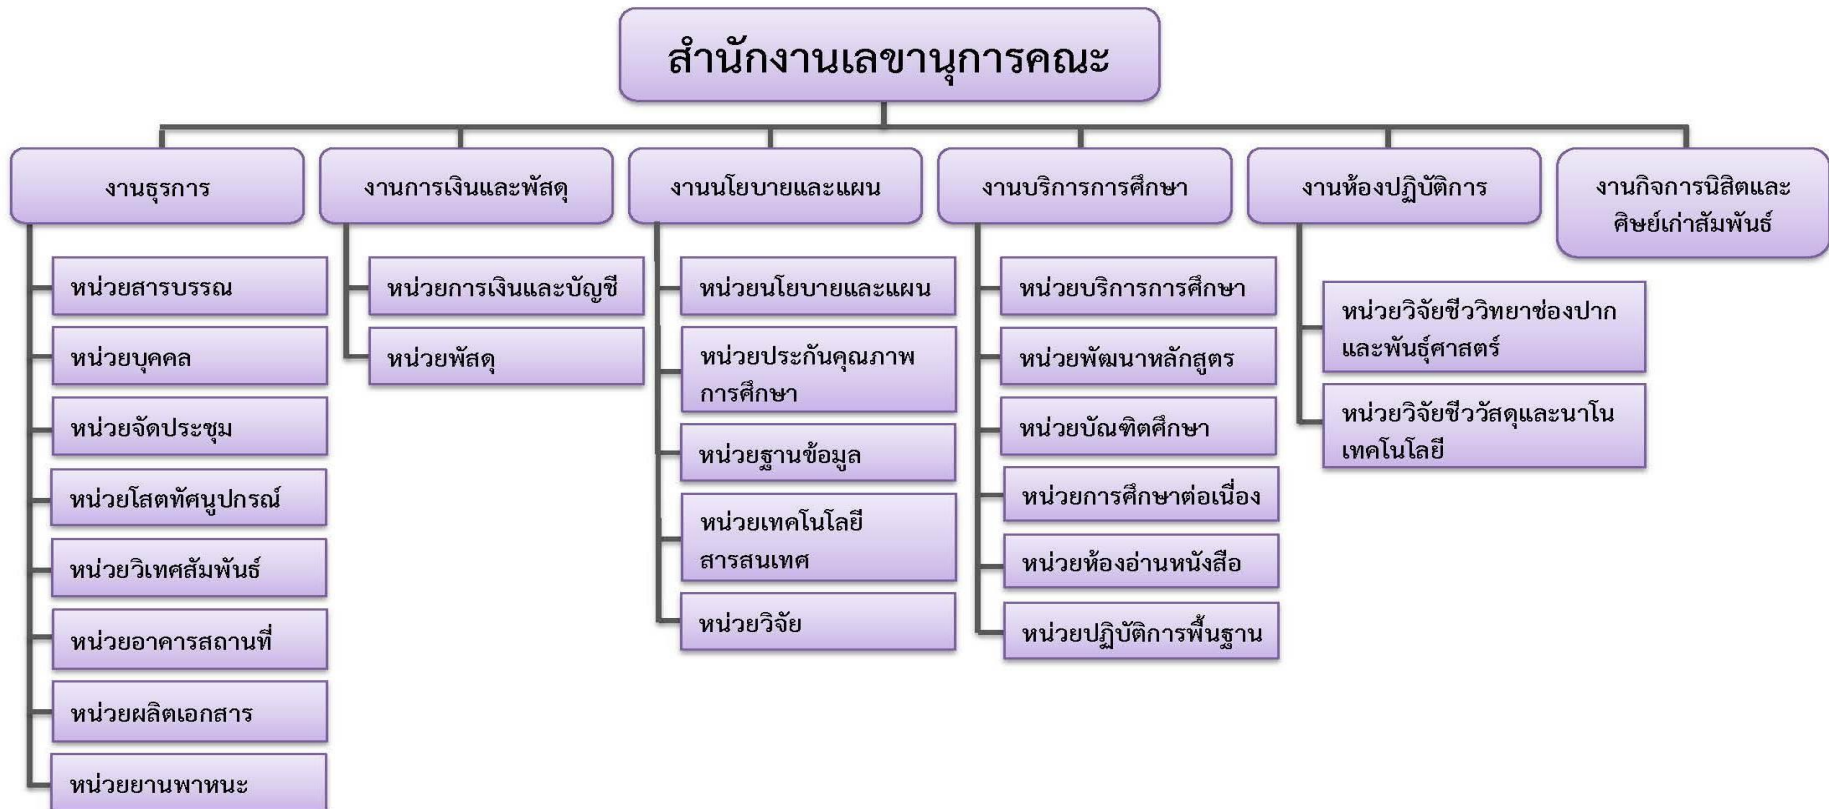 สำนักงานเลขานุการคณะ
งานธุรการ
หน่วยสารบรรณ
หน่วยบุคคล
หน่วยจัดประชุม
หน่วยโสตทัศนูปกรณ์
หน่วยวิเทศสัมพันธ์
หน่วยอาคารสถานที่
หน่วยผลิตเอกสาร
หน่วยยานพาหนะ
งานการเงินและพัสดุ
หน่วยการเงินและบัญชี
หน่วยพัสดุ
งานนโยบายและแผน
หน่วยนโยบายและแผน
หน่วยประกันคุณภาพ
การศึกษา
หน่วยฐานข้อมูล
หน่วยเทคโนโลยี
สารสนเทศ
หน่วยวิจัย
งานบริการการศึกษา
หน่วยบริการการศึกษา
หน่วยพัฒนาหลักสูตร
หน่วยบัณฑิตศึกษา
หน่วยการศึกษาต่อเนื่อง
หน่วยห้องอ่านหนังสือ
หน่วยปฏิบัติการพื้นฐาน
งานห้องปฏิบัติการ
หน่วยวิจัยชีววิทยาช่องปาก
และพันธุ์ศาสตร์
หน่วยวิจัยชีววัสดุและนาโน
เทคโนโลยี
งานกิจการนิสิตและ
ศิษย์เก่าสัมพันธ์